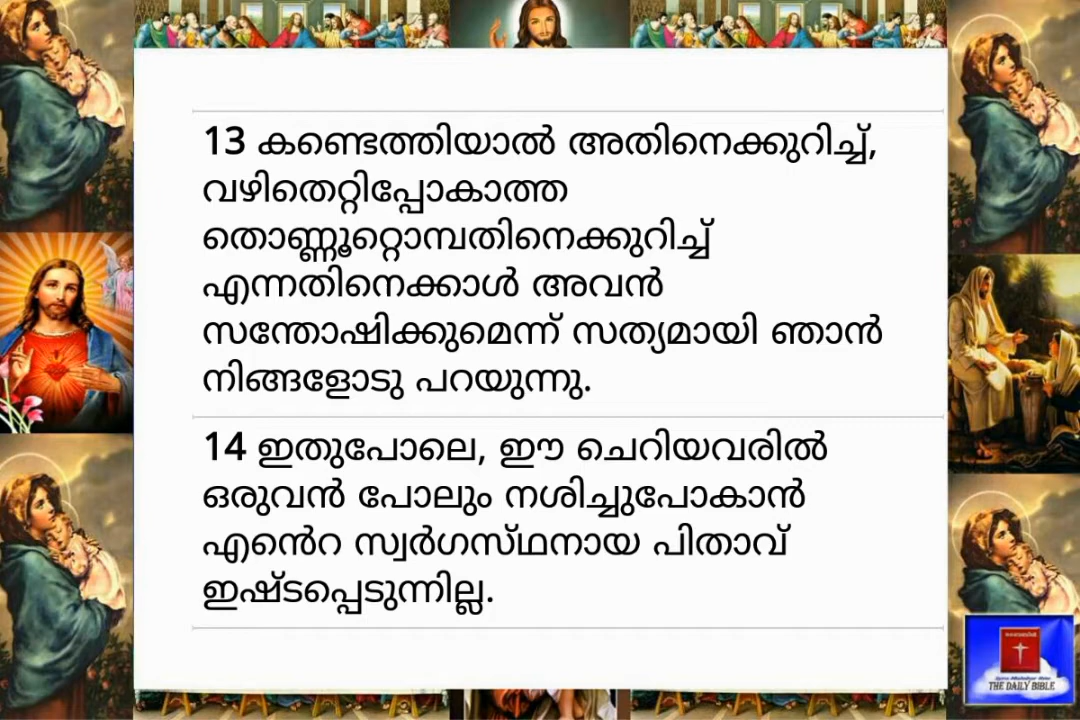 13 കണ്ടെത്തിയാൽ അതിനെക്കുറിച്ച്,
വഴിതെറ്റിപ്പോകാത്ത
തൊണ്ണൂറ്റൊമ്പതിനെക്കുറിച്ച്
എന്നതിനെക്കാൾ അവൻ
സന്തോഷിക്കുമെന്ന് സത്യമായി ഞാൻ
നിങ്ങളോടു പറയുന്നു.
14 ഇതുപോലെ, ഈ ചെറിയവരിൽ
ഒരുവൻ പോലും നശിച്ചുപോകാൻ
എൻെറ സ്വർഗസ്‌ഥനായ പിതാവ്
ഇഷ്ടപ്പെടുന്നില്ല.
THE DAILY BIBLE